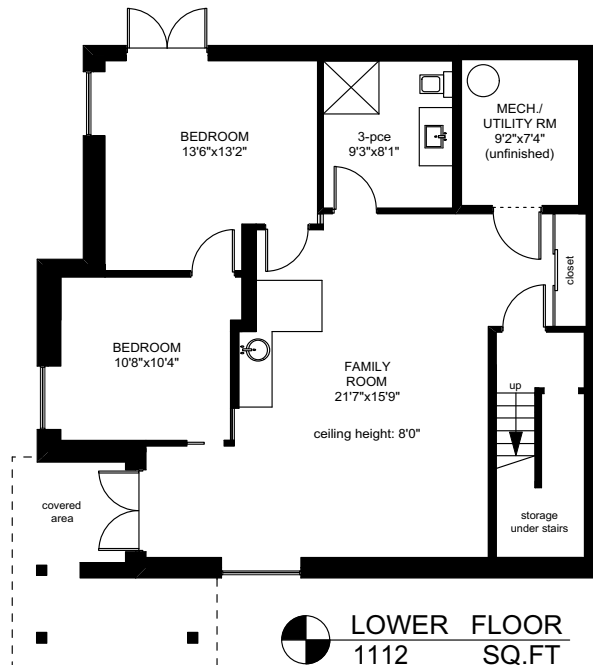 BEDROOM
13'6"x13'2"
3-pce
9'3"x8'1"
MECH./
UTILITY RM
9'2"x7'4"
(unfinished)
closet
BEDROOM
10'8"x10'4"
FAMILY
ROOM
21'7"x15'9"
ceiling height: 8'0"
up
covered
area
storage
under stairs
LOWER FLOOR
1112 SQ.FT